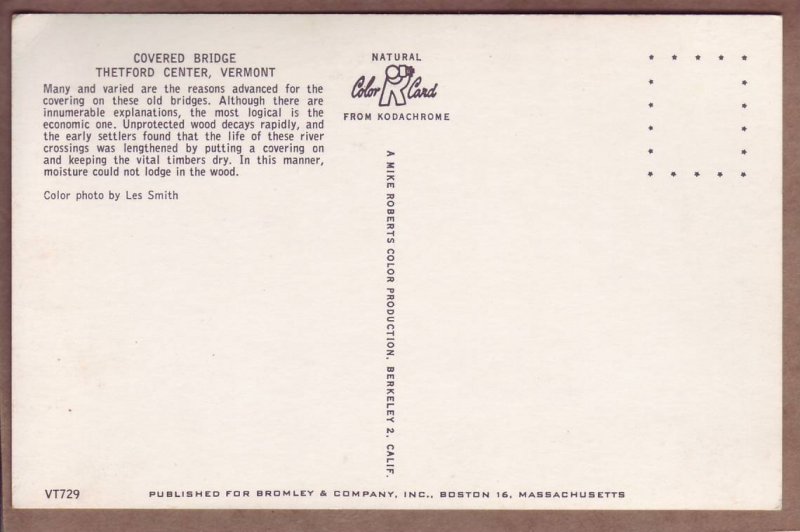 COVERED BRIDGE
THETFORD CENTER, VERMONT
Many and varied are the reasons advanced for the
covering on these old bridges. Although there are
innumerable explanations, the most logical is the
economic one. Unprotected wood decays rapidly, and
the early settlers found that the life of these river
crossings was lengthened by putting a covering on
and keeping the vital timbers dry. In this manner,
moisture could not lodge in the wood.
Color photo by Les Smith
NATURAL
Color Card
FROM KODACHROME
A MIKE ROBERTS COLOR PRODUCTION, BERKELEY 2, CALIF.
VT729
PUBLISHED FOR BROMLEY & COMPANY, INC., BOSTON 16, MASSACHUSETTS